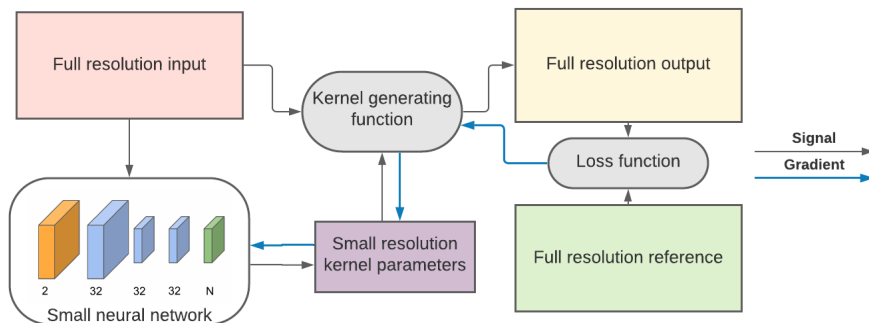 Full resolution input
Kernel generating
function
Full resolution output
Loss function
Signal
Gradient
2 32 32 32 N
Small neural network
Small resolution
kernel parameters
Full resolution reference